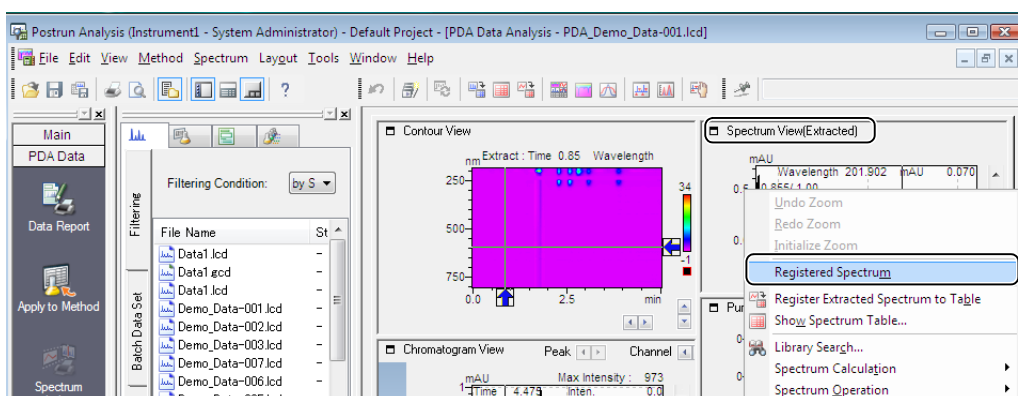 Postrun Analysis (Instrument1 - System Administrator) - Default Project - [PDA Data Analysis - PDA_Demo_Data-001.lcd]
File Edit View Method Spectrum Layout Tools Window Help
Main
PDA Data
Data Report
Apply to Method
Spectrum
Filtering
Batch Data Set
Filtering Condition: by S
File Name St
Data1.lcd -
Data1.gcd -
Data1.lcd -
Demo_Data-001.lcd -
Demo_Data-002.lcd -
Demo_Data-003.lcd -
Demo_Data-007.lcd -
Demo_Data-006.lcd -
Contour View
nm Extract : Time 0.85 Wavelength
250-
500-
750-
0.0 2.5 min
34
-1
Chromatogram View Peak Channel
mAU Max Intensity : 973
1 Time 4.475 Inten. 0.0
Spectrum View(Extracted)
mAU
Wavelength 201.902 mAU 0.070
0.855/ 1.00
Undo Zoom
Redo Zoom
Initialize Zoom
Registered Spectrum
Register Extracted Spectrum to Table
Show Spectrum Table...
Library Search...
Spectrum Calculation
Spectrum Operation